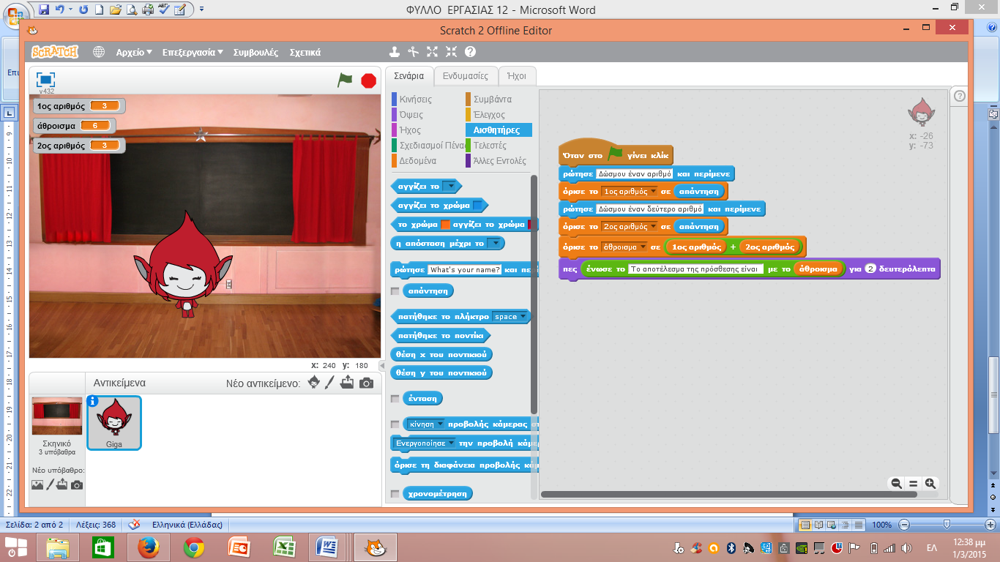 ΦΥΛΛΟ ΕΡΓΑΣΙΑΣ 12 - Microsoft Word
Scratch 2 Offline Editor
SCRATCH
Αρχείο
Επεξεργασία
Συμβουλές
Σχετικά
v432
1ος αριθμός 3
άθροισμα 6
2ος αριθμός 3
x: 240 y: 180
Αντικείμενα
Νέο αντικείμενο:
Σκηνικό
3 υπόβαθρα
Νέο υπόβαθρο:
Giga
Σενάρια
Ενδυμασίες
Ήχοι
Κινήσεις
Συμβάντα
Όψεις
Έλεγχος
Ήχος
Αισθητήρες
Σχεδιασμοί Πένα
Τελεστές
Δεδομένα
Άλλες Εντολές
αγγίζει το
αγγίζει το χρώμα
το χρώμα αγγίζει το χρώμα
η απόσταση μέχρι το
ρώτησε What's your name? και περί
απάντηση
πατήθηκε το πλήκτρο space
πατήθηκε το ποντίκι
θέση x του ποντικιού
θέση y του ποντικιού
ένταση
κίνηση προβολής κάμερας στ
Ενεργοποίησε την προβολή κάμε
όρισε τη διαφάνεια προβολής κάμ
χρονομέτρηση
x: -26
y: -73
Όταν στο γίνει κλίκ
ρώτησε Δώσμου έναν αριθμό και περίμενε
όρισε το 1ος αριθμός σε απάντηση
ρώτησε Δώσμου έναν δεύτερο αριθμό και περίμενε
όρισε το 2ος αριθμός σε απάντηση
όρισε το άθροισμα σε 1ος αριθμός + 2ος αριθμός
πες ένωσε το Το αποτέλεσμα της πρόσθεσης είναι με το άθροισμα για 2 δευτερόλεπτα
Σελίδα: 2 από 2
Λέξεις: 368
Ελληνικά (Ελλάδας)
100%
ΕΛ
12:38 μμ
1/3/2015